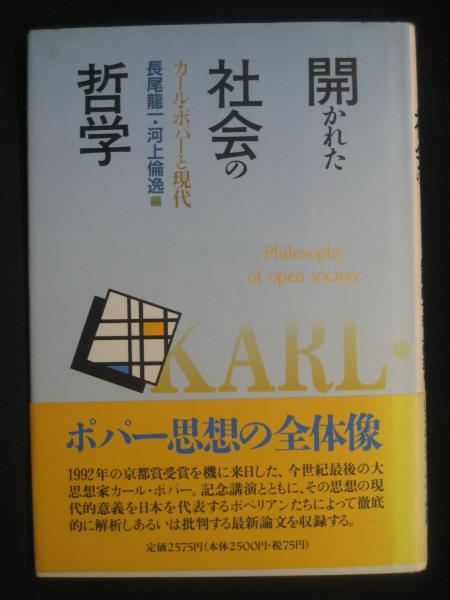 開かれた
社会の
哲学
カール・ポパーと現代
長尾龍一・河上倫逸 編
Philosophy
of open society
KARL・
ポパー思想の全体像
1992年の京都賞受賞を機に来日した、今世紀最後の大
思想家カール・ポパー。記念講演とともに、その思想の現
代的意義を日本を代表するポペリアンたちによって徹底
的に解析しあるいは批判する最新論文を収録する。
定価2575円(本体2500円・税75円)